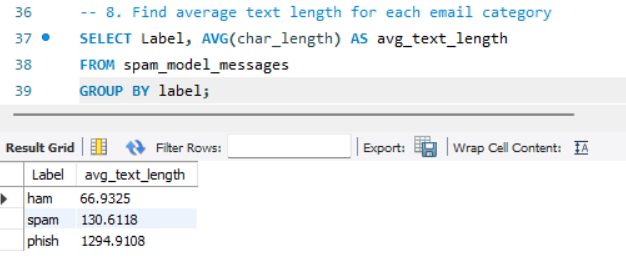 36 -- 8. Find average text length for each email category
37 SELECT Label, AVG(char_length) AS avg_text_length
38 FROM spam_model_messages
39 GROUP BY label;
Result Grid Filter Rows: Export: Wrap Cell Content: IA
Label avg_text_length
ham 66.9325
spam 130.6118
phish 1294.9108